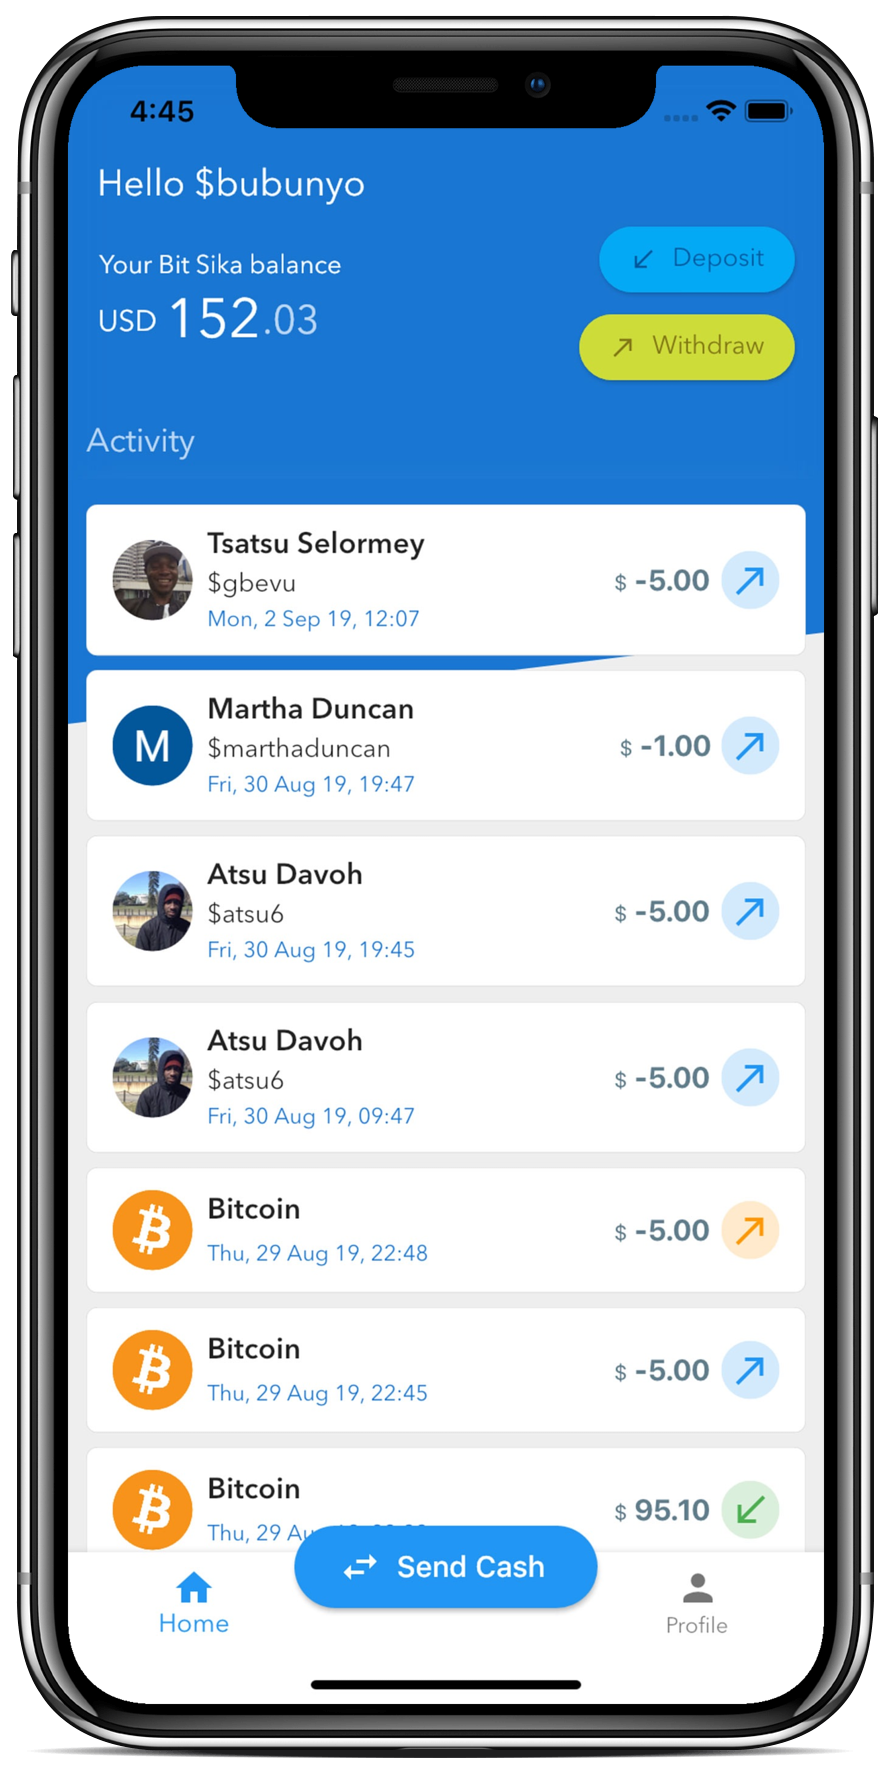 4:45
Hello $bubunyo
Your Bit Sika balance
USD 152.03
Deposit
Withdraw
Activity
Tsatsu Selormey
$gbevu
Mon, 2 Sep 19, 12:07
$ -5.00
M
Martha Duncan
$marthaduncan
Fri, 30 Aug 19, 19:47
$ -1.00
Atsu Davoh
$atsu6
Fri, 30 Aug 19, 19:45
$ -5.00
Atsu Davoh
$atsu6
Fri, 30 Aug 19, 09:47
$ -5.00
Bitcoin
Thu, 29 Aug 19, 22:48
$ -5.00
Bitcoin
Thu, 29 Aug 19, 22:45
$ -5.00
Bitcoin
Thu, 29
$ 95.10
Send Cash
Home
Profile